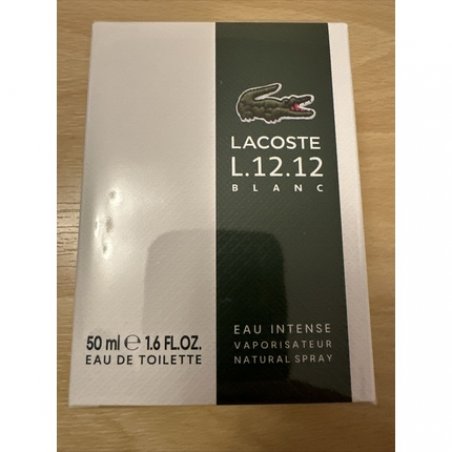 LACOSTE
L.12.12
BLANC
50 ml ℮ 1.6 FL.OZ.
EAU DE TOILETTE
EAU INTENSE
VAPORISATEUR
NATURAL SPRAY